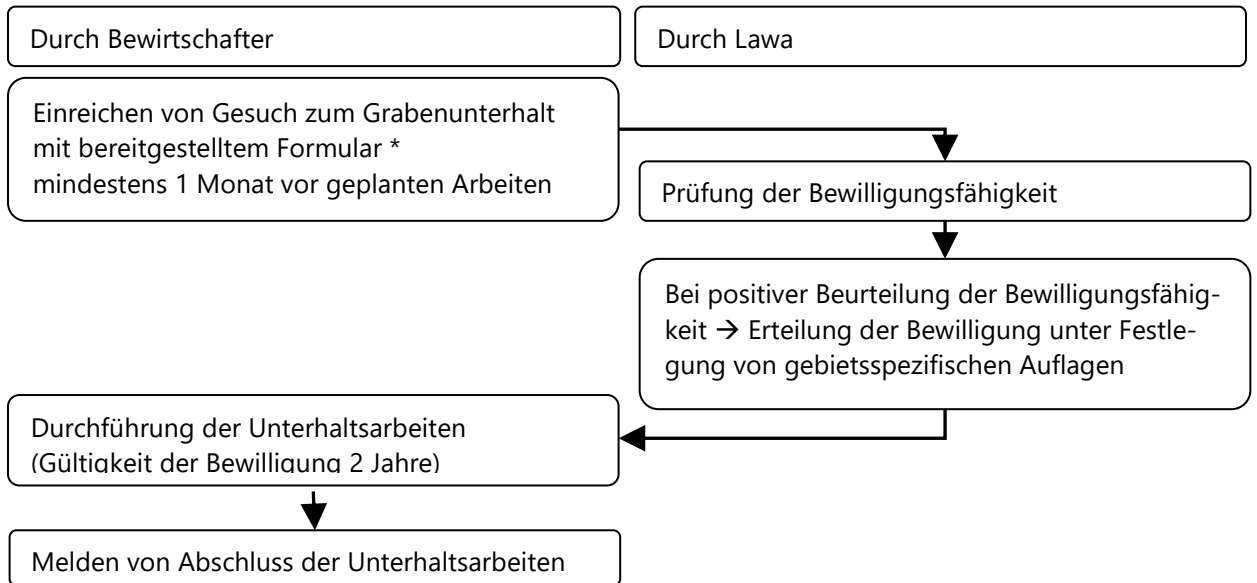 Durch Bewirtschafter
Durch Lawa
Einreichen von Gesuch zum Grabenunterhalt
mit bereitgestelltem Formular *
mindestens 1 Monat vor geplanten Arbeiten
Prüfung der Bewilligungsfähigkeit
Bei positiver Beurteilung der Bewilligungsfähig-
keit → Erteilung der Bewilligung unter Festle-
gung von gebietsspezifischen Auflagen
Durchführung der Unterhaltsarbeiten
(Gültigkeit der Bewilligung 2 Jahre)
Melden von Abschluss der Unterhaltsarbeiten